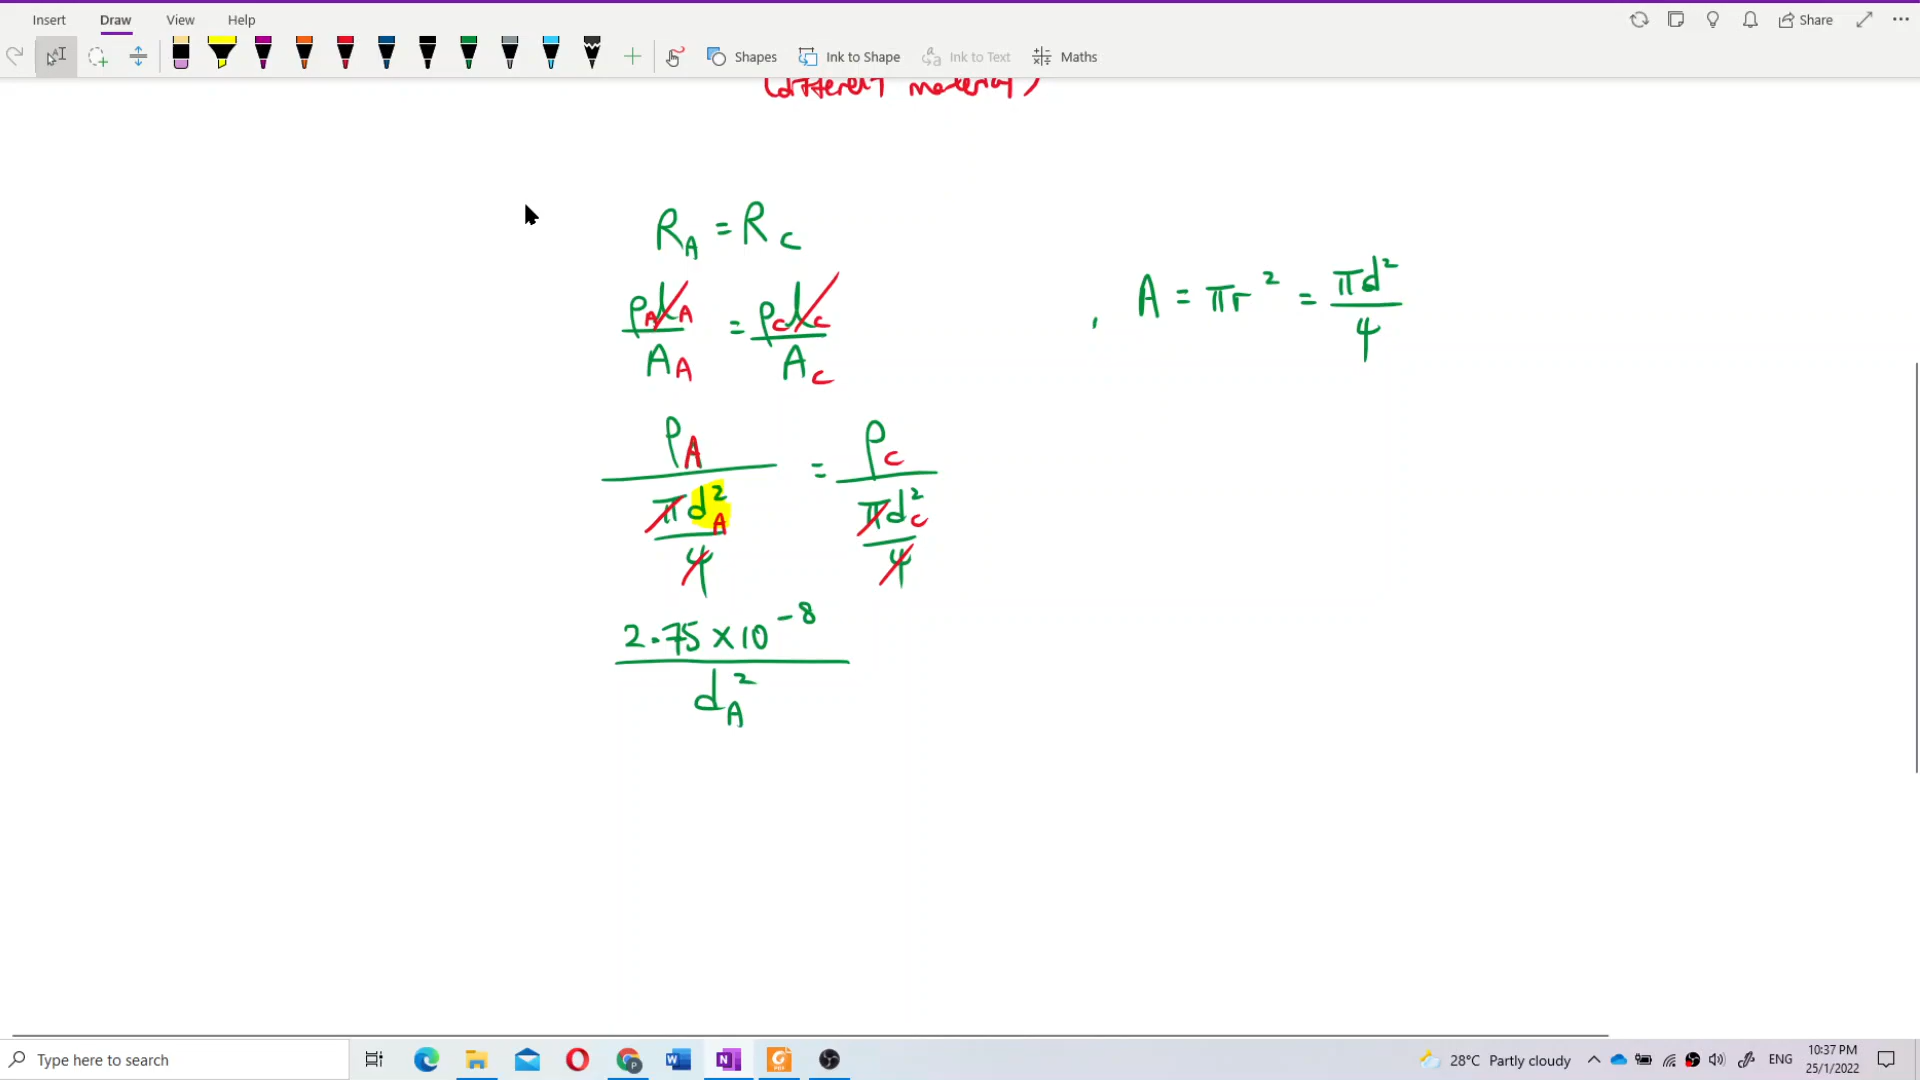 Insert Draw View Help
Share
Shapes Ink to Shape Ink to Text Maths
(different material)
R_A = R_C
ρ_A l_A / A_A = ρ_C l_C / A_C
, A = πr² = πd²/4
ρ_A / (πd_A²/4) = ρ_C / (πd_C²/4)
2.75 × 10⁻⁸ / d_A²
Type here to search
28°C Partly cloudy
ENG
10:37 PM
25/1/2022